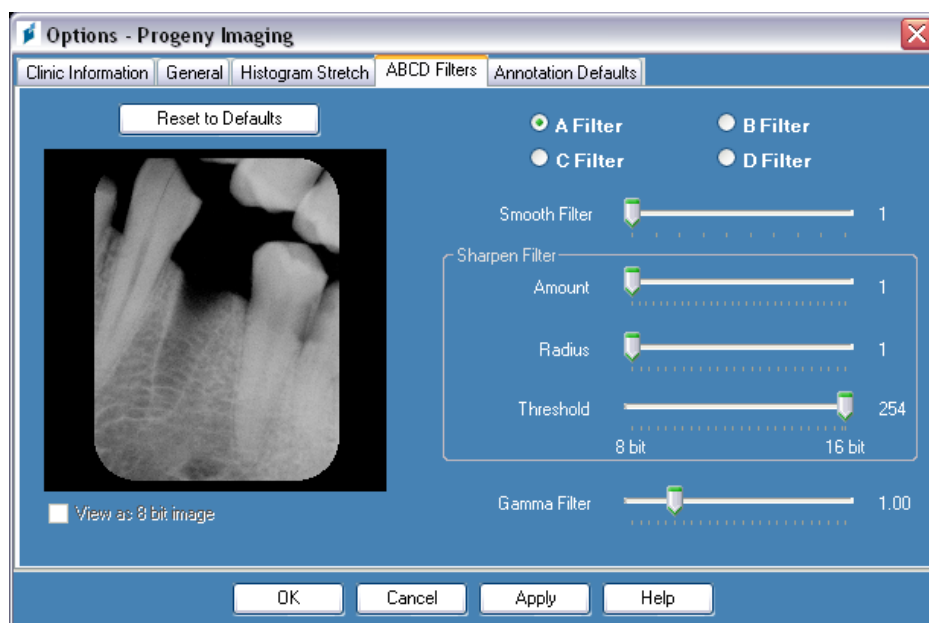 Options - Progeny Imaging
Clinic Information General Histogram Stretch ABCD Filters Annotation Defaults
Reset to Defaults
A Filter B Filter
C Filter D Filter
Smooth Filter 1
Sharpen Filter
Amount 1
Radius 1
Threshold 254
8 bit 16 bit
Gamma Filter 1.00
View as 8 bit image
OK Cancel Apply Help